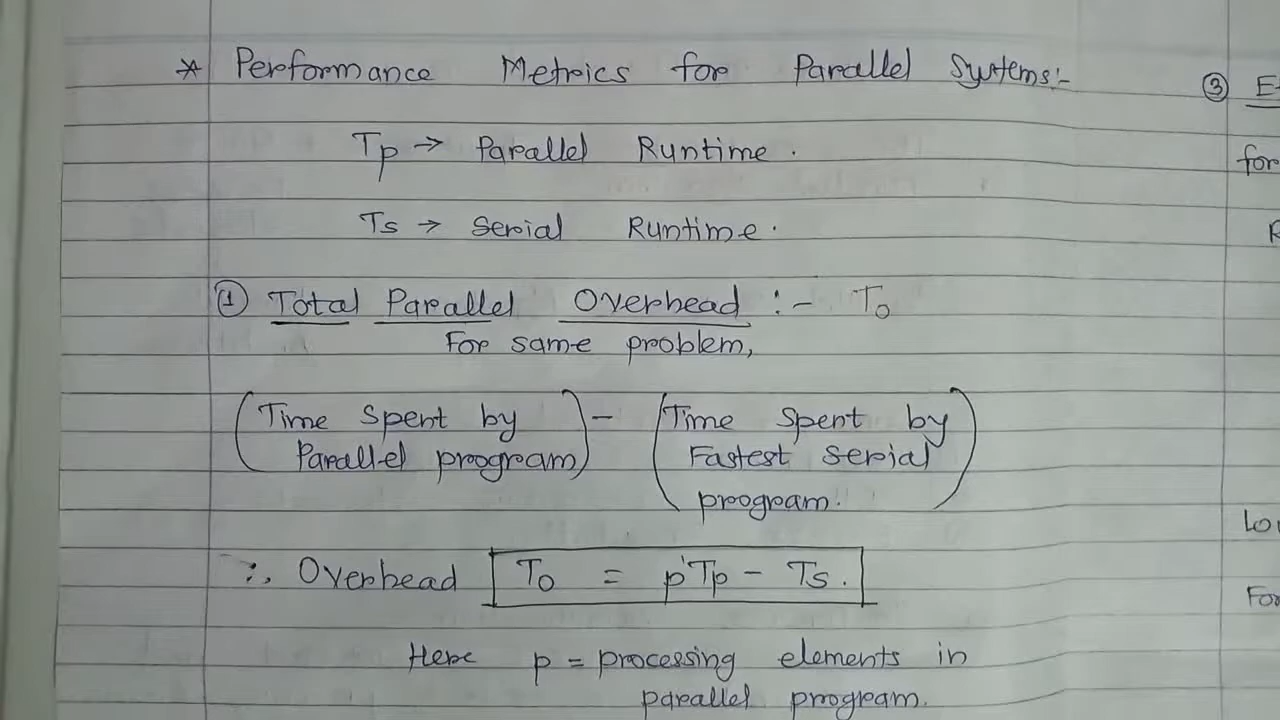 * Performance Metrics for Parallel Systems:-
Tp → Parallel Runtime.
Ts → Serial Runtime.
① Total Parallel Overhead :- To
For same problem,
(Time Spent by Parallel program) - (Time Spent by Fastest Serial program.)
∴ Overhead To = pTp - Ts.
Here p = processing elements in
parallel program.
③ E
for
R
For